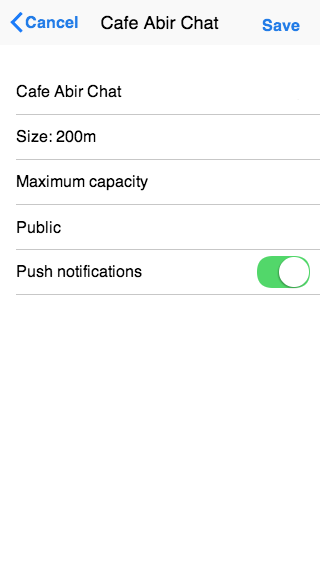 Cancel Cafe Abir Chat Save
Cafe Abir Chat
Size: 200m
Maximum capacity
Public
Push notifications